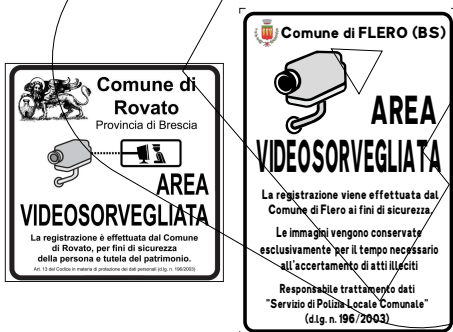 Comune di
Rovato
Provincia di Brescia
AREA
VIDEOSORVEGLIATA
La registrazione è effettuata dal Comune
di Rovato, per fini di sicurezza
della persona e tutela del patrimonio.
Art. 13 del Codice in materia di protezione dei dati personali (d.lg. n. 196/2003)
Comune di FLERO (BS)
AREA
VIDEOSORVEGLIATA
La registrazione viene effettuata dal
Comune di Flero ai fini di sicurezza.
Le immagini vengono conservate
esclusivamente per il tempo necessario
all'accertamento di atti illeciti
Responsabile trattamento dati
"Servizio di Polizia Locale Comunale"
(d.lg. n. 196/2003)